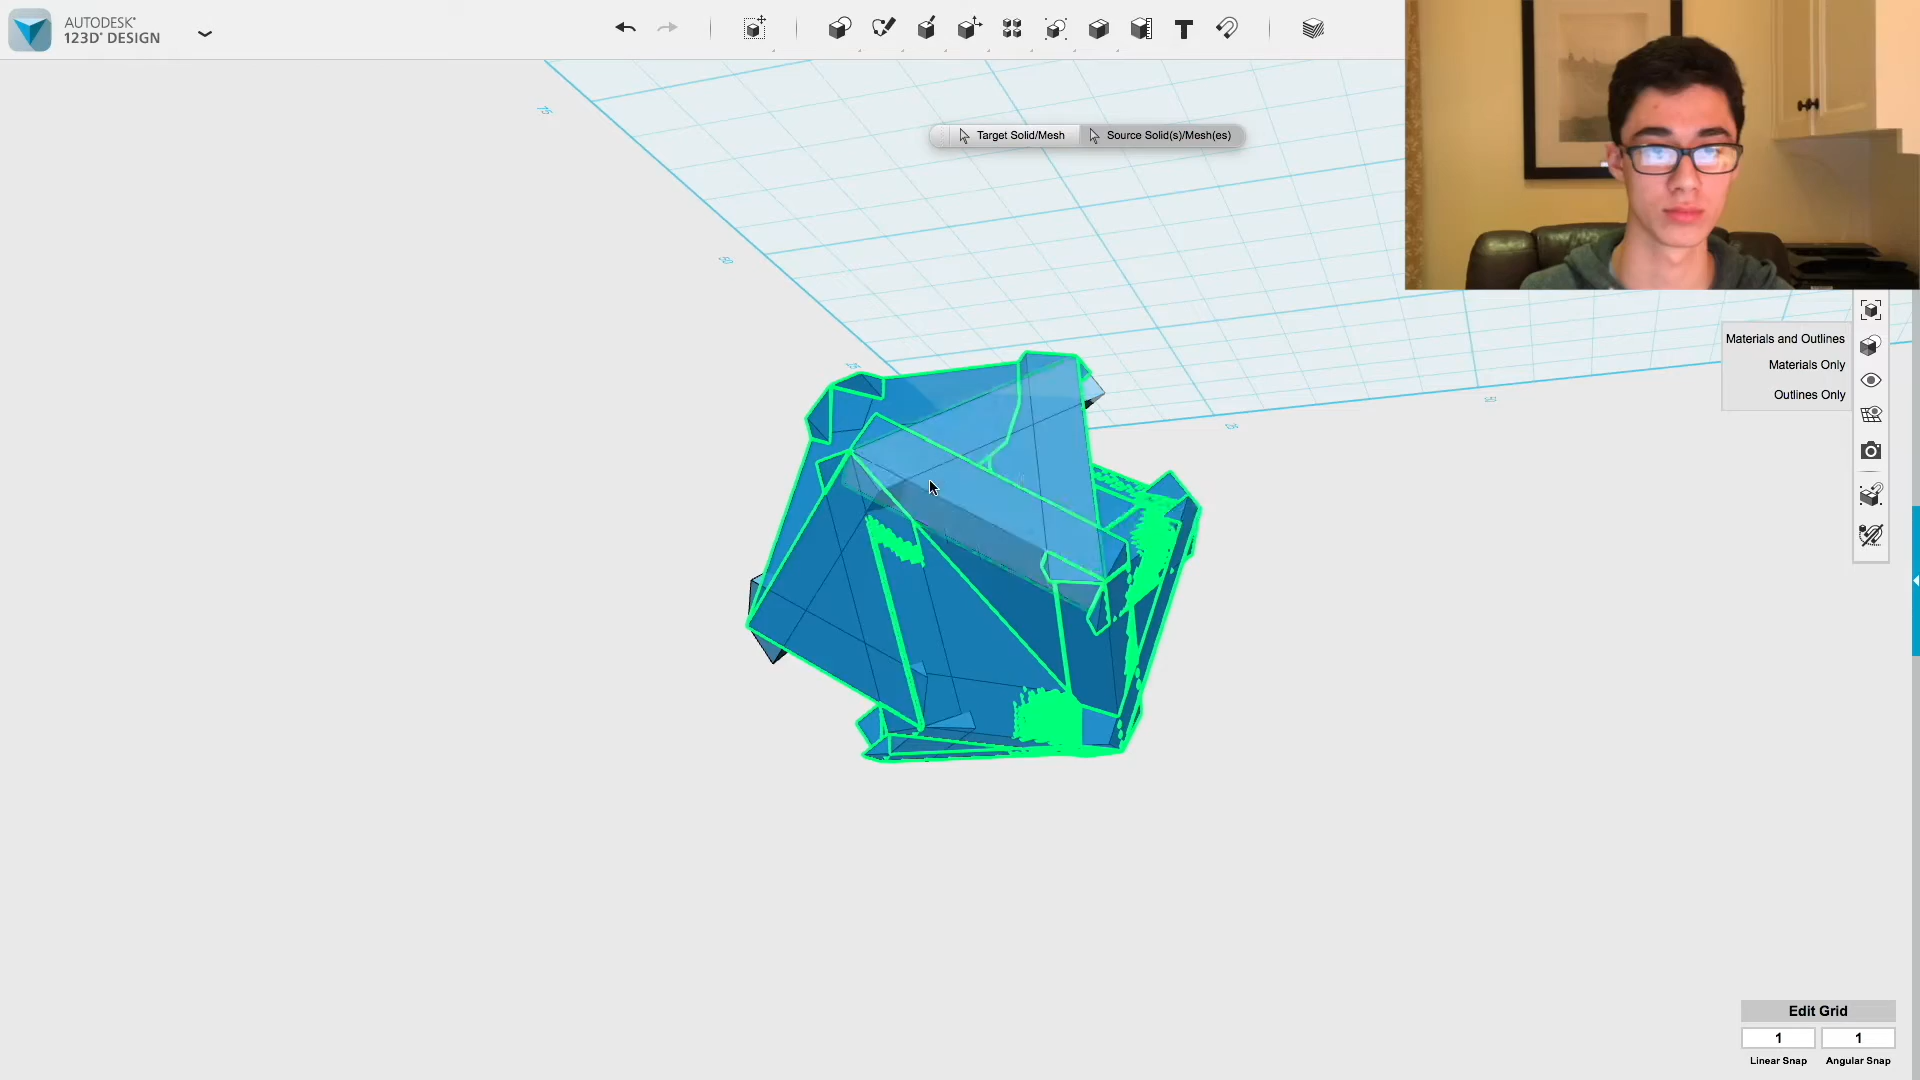 AUTODESK®
123D® DESIGN
Target Solid/Mesh
Source Solid(s)/Mesh(es)
Materials and Outlines
Materials Only
Outlines Only
Edit Grid
1
1
Linear Snap
Angular Snap